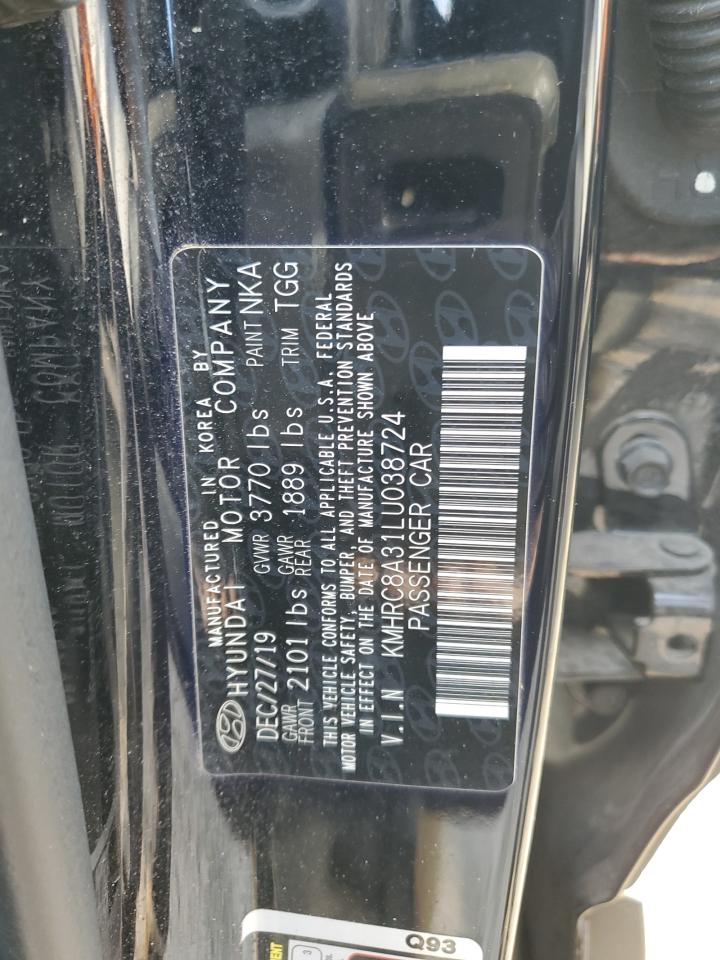 MANUFACTURED IN KOREA BY
HYUNDAI MOTOR COMPANY
DEC/27/19 GVWR 3770 lbs PAINT NKA
GAWR FRONT 2101 lbs GAWR REAR 1889 lbs TRIM TGG
THIS VEHICLE CONFORMS TO ALL APPLICABLE U.S.A. FEDERAL
MOTOR VEHICLE SAFETY, BUMPER, AND THEFT PREVENTION STANDARDS
IN EFFECT ON THE DATE OF MANUFACTURE SHOWN ABOVE
V.I.N KMHRC8A31LU038724
PASSENGER CAR
Q93